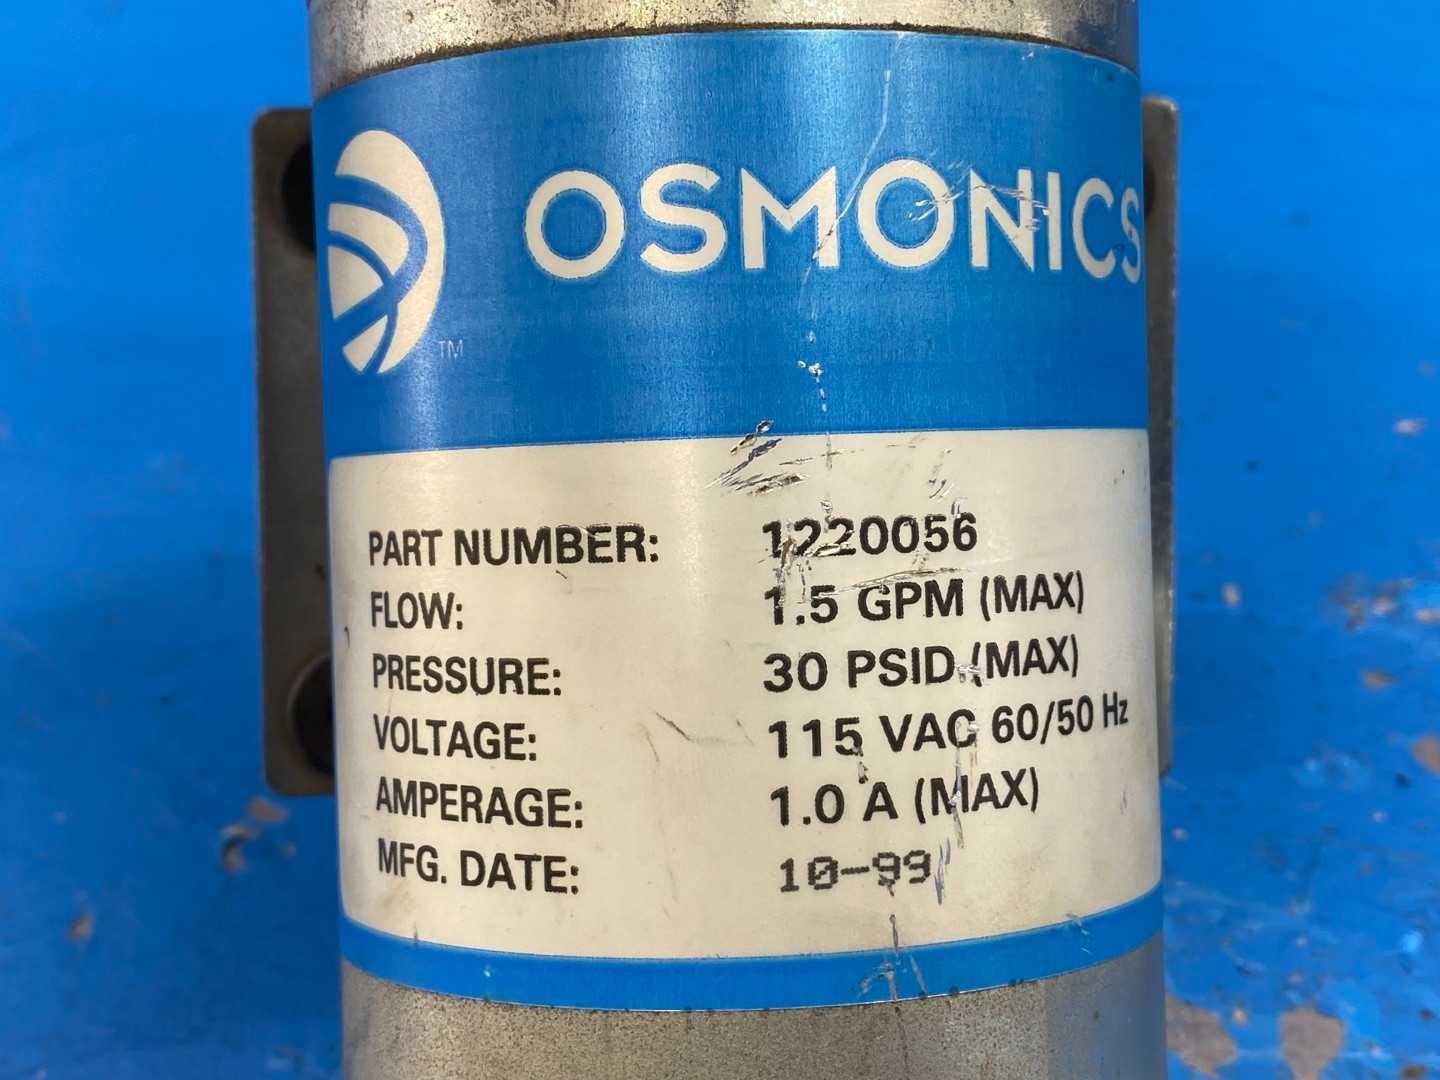 OSMONICS
TM
PART NUMBER: 1220056
FLOW: 1.5 GPM (MAX)
PRESSURE: 30 PSID (MAX)
VOLTAGE: 115 VAC 60/50 Hz
AMPERAGE: 1.0 A (MAX)
MFG. DATE: 10-99